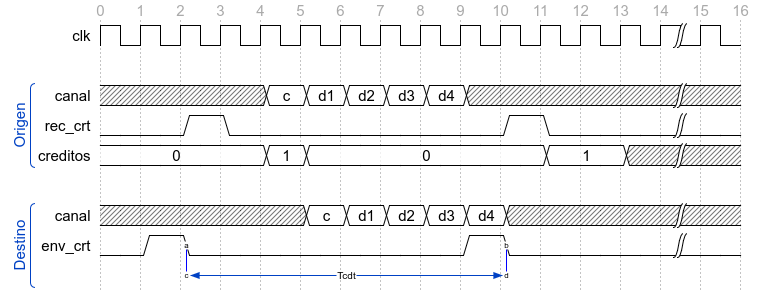 0 1 2 3 4 5 6 7 8 9 10 11 12 13 14 15 16
clk
Origen
canal c d1 d2 d3 d4
rec_crt
creditos 0 1 0 1
Destino
canal c d1 d2 d3 d4
env_crt a b
c Tcdt d